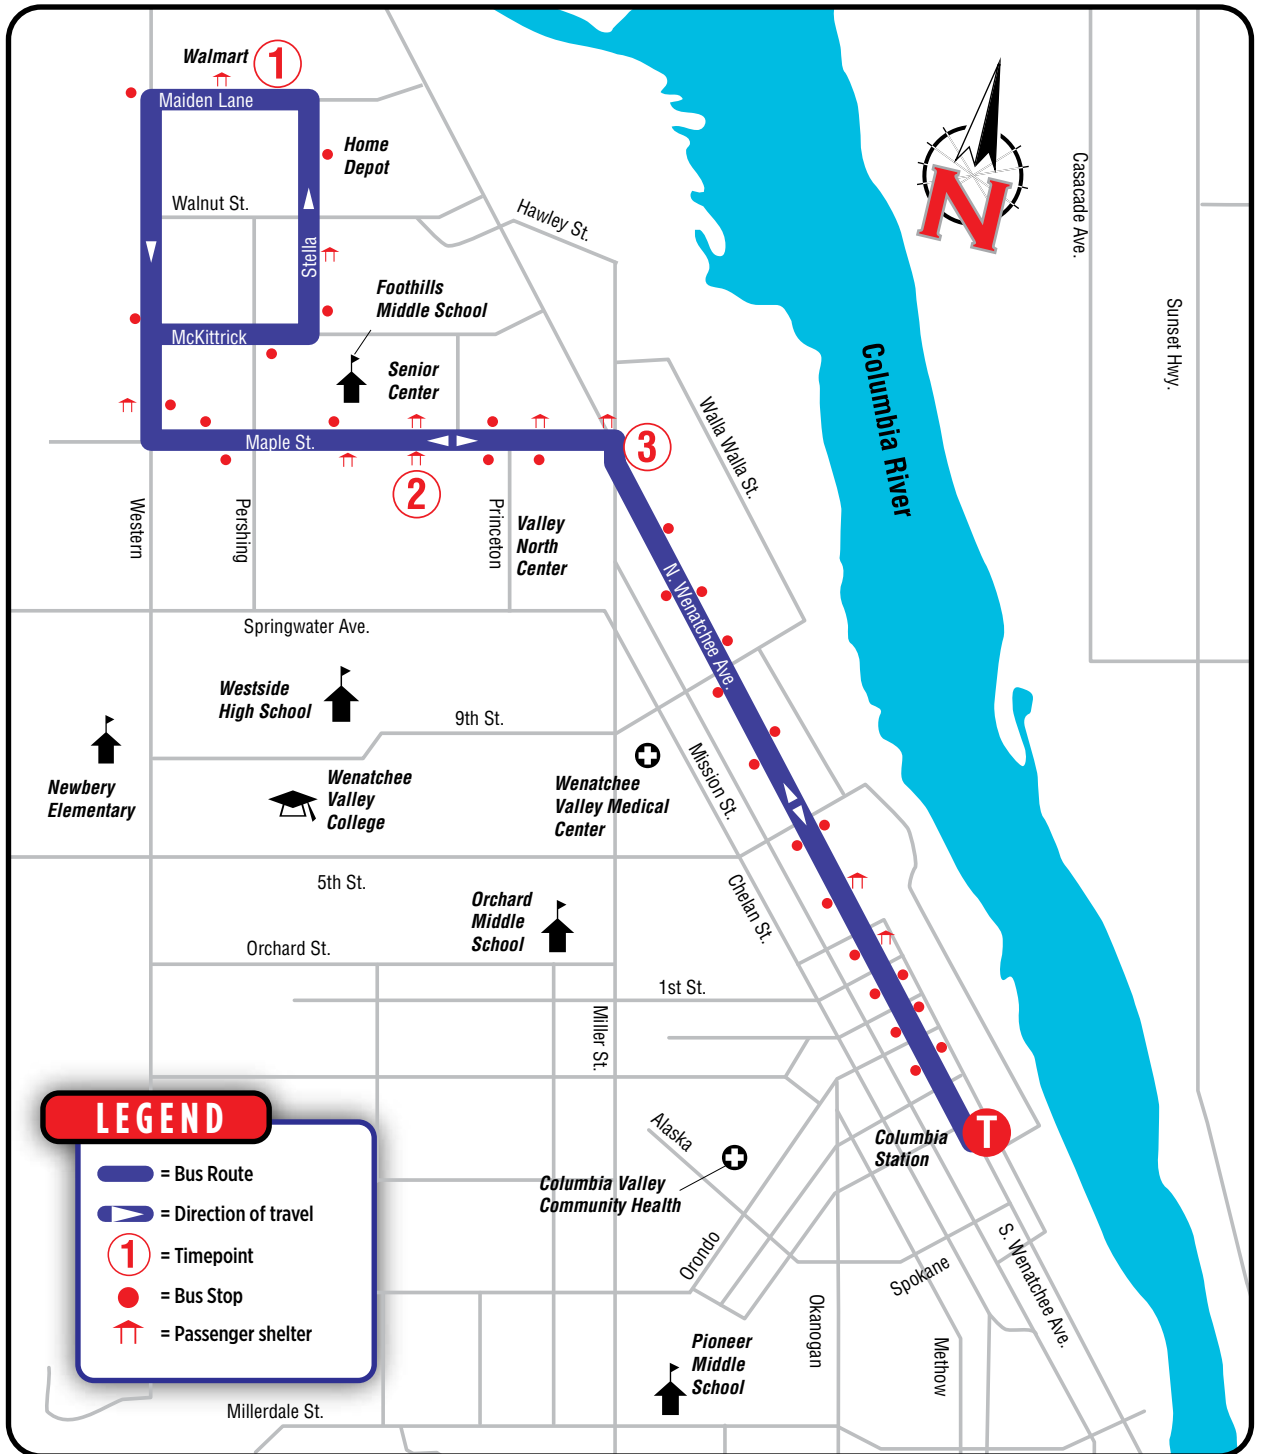 Walmart
1
Maiden Lane
Home
Depot
Walnut St.
Hawley St.
Stella
Foothills
Middle School
McKittrick
Senior
Center
Maple St.
3
2
Western
Pershing
Princeton
Valley
North
Center
Walla Walla St.
N. Wenatchee Ave.
Columbia River
N
Casacade Ave.
Sunset Hwy.
Springwater Ave.
Westside
High School
9th St.
Newbery
Elementary
Wenatchee
Valley
College
Wenatchee
Valley Medical
Center
Mission St.
5th St.
Chelan St.
Orchard
Middle
School
Orchard St.
1st St.
Miller St.
Alaska
Columbia
Station
T
Columbia Valley
Community Health
Orondo
Spokane
S. Wenatchee Ave.
Okanogan
Methow
Pioneer
Middle
School
Millerdale St.
LEGEND
= Bus Route
= Direction of travel
1 = Timepoint
= Bus Stop
= Passenger shelter